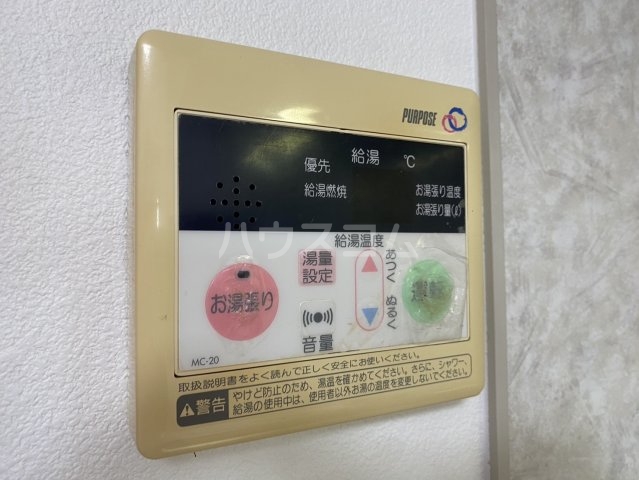 PURPOSE
給湯 ℃
優先
給湯燃焼 お湯張り温度
お湯張り量(ℓ)
ハウスコム
給湯温度
湯量
設定
あつく
ぬるく
お湯張り
音量
MC-20
取扱説明書をよく読んで正しく安全にお使いください。
警告
やけど防止のため、湯温を確かめてください。さらに、シャワー、
給湯の使用中は、使用者以外お湯の温度を変更しないでください。